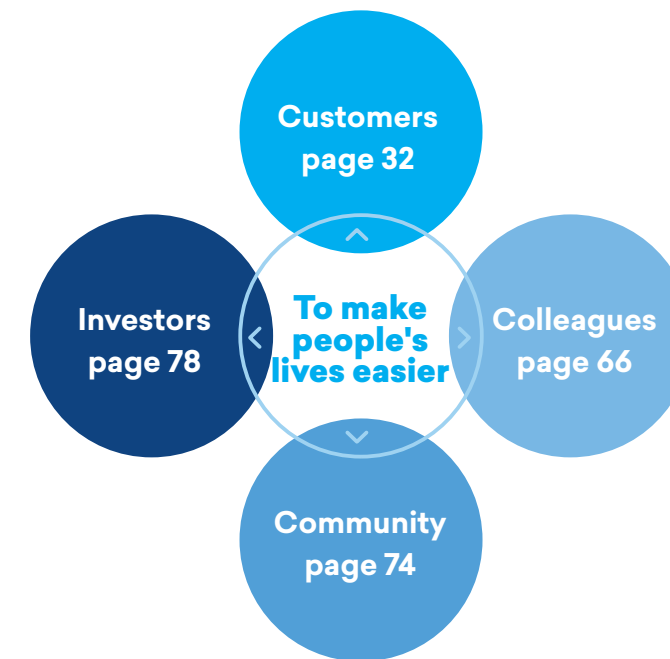 Customers
page 32
Investors
page 78
To make
people's
lives easier
Colleagues
page 66
Community
page 74